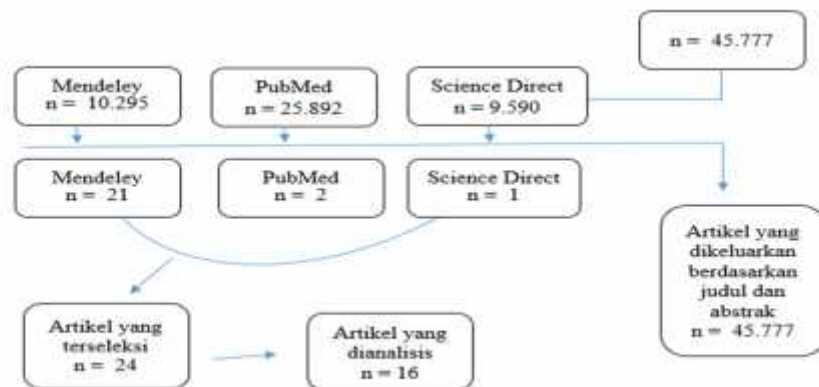 n = 45.777
Mendeley
n = 10.295
PubMed
n = 25.892
Science Direct
n = 9.590
Mendeley
n = 21
PubMed
n = 2
Science Direct
n = 1
Artikel yang
dikeluarkan
berdasarkan
judul dan
abstrak
n = 45.777
Artikel yang
terseleksi
n = 24
Artikel yang
dianalisis
n = 16